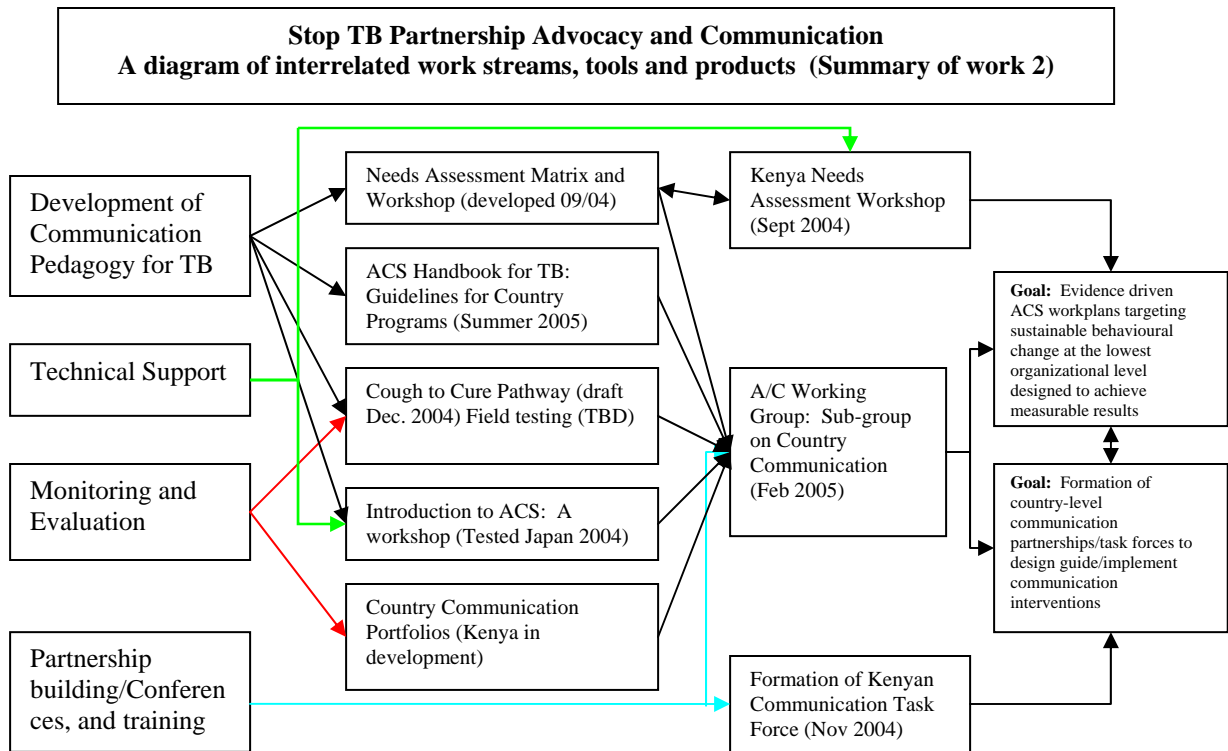 Stop TB Partnership Advocacy and Communication
A diagram of interrelated work streams, tools and products (Summary of work 2)
Development of
Communication
Pedagogy for TB
Technical Support
Monitoring and
Evaluation
Partnership
building/Conferen
ces, and training
Needs Assessment Matrix and
Workshop (developed 09/04)
ACS Handbook for TB:
Guidelines for Country
Programs (Summer 2005)
Cough to Cure Pathway (draft
Dec. 2004) Field testing (TBD)
Introduction to ACS: A
workshop (Tested Japan 2004)
Country Communication
Portfolios (Kenya in
development)
Kenya Needs
Assessment Workshop
(Sept 2004)
A/C Working
Group: Sub-group
on Country
Communication
(Feb 2005)
Formation of Kenyan
Communication Task
Force (Nov 2004)
Goal: Evidence driven
ACS workplans targeting
sustainable behavioural
change at the lowest
organizational level
designed to achieve
measurable results
Goal: Formation of
country-level
communication
partnerships/task forces to
design guide/implement
communication
interventions